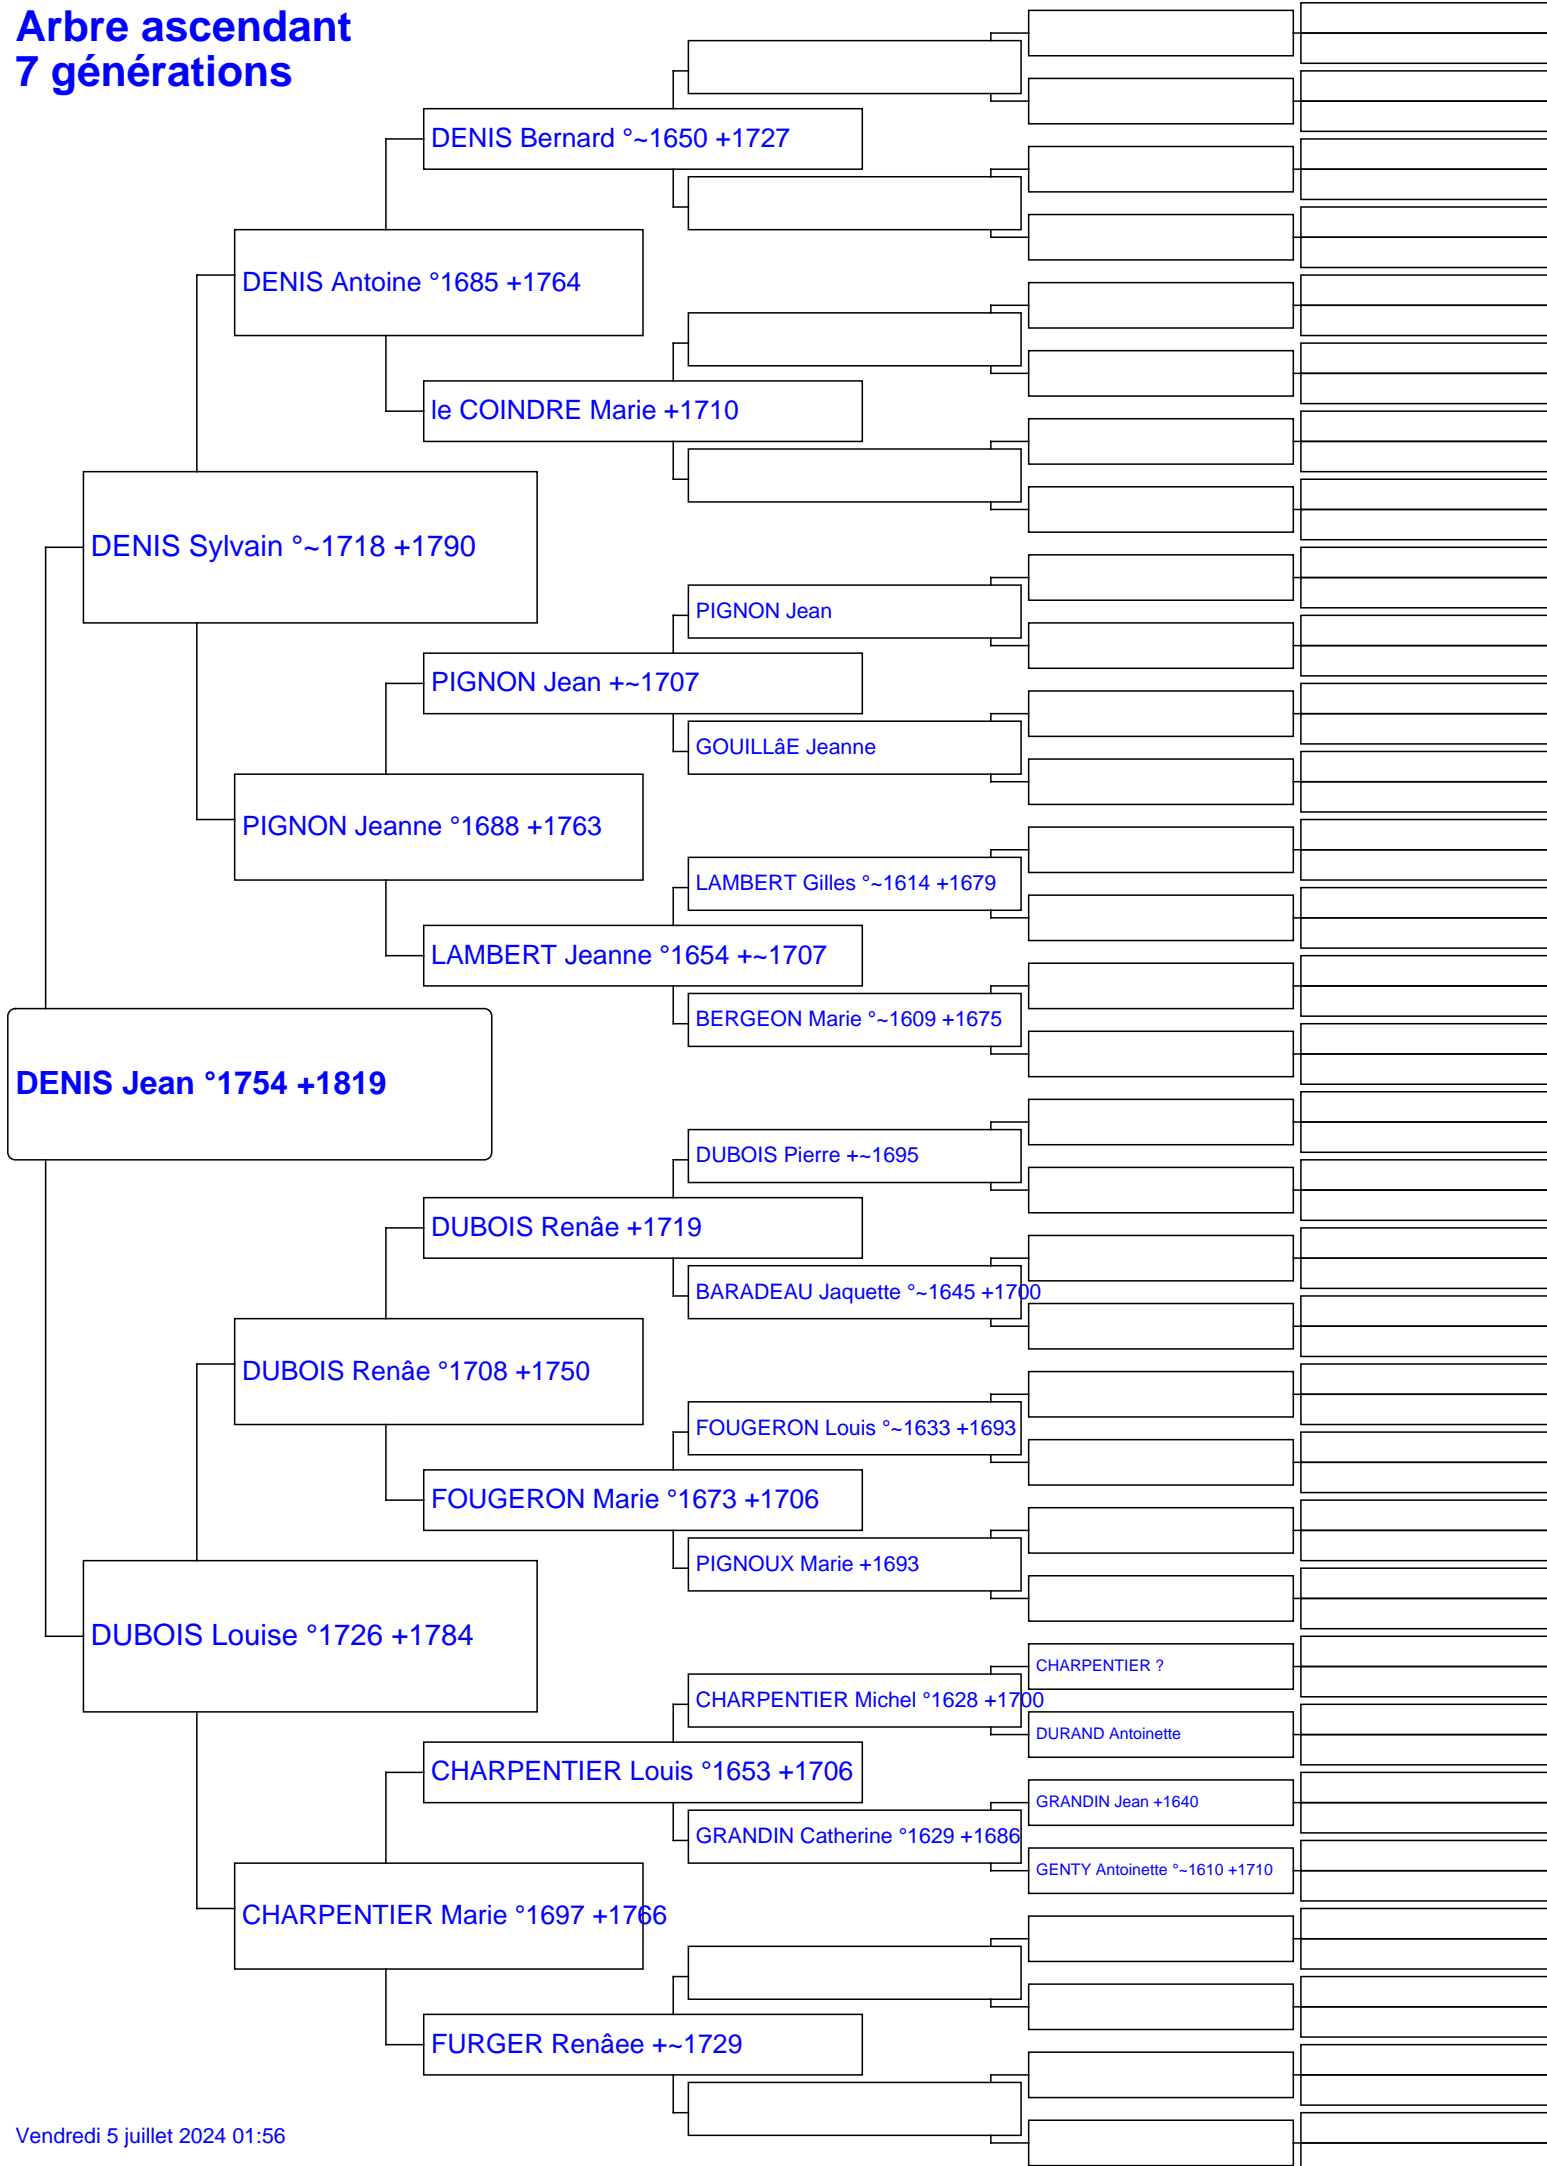 Arbre ascendant
7 générations
DENIS Bernard °~1650 +1727
DENIS Antoine °1685 +1764
le COINDRE Marie +1710
DENIS Sylvain °~1718 +1790
PIGNON Jean
PIGNON Jean +~1707
GOUILLâE Jeanne
PIGNON Jeanne °1688 +1763
LAMBERT Gilles °~1614 +1679
LAMBERT Jeanne °1654 +~1707
BERGEON Marie °~1609 +1675
DENIS Jean °1754 +1819
DUBOIS Pierre +~1695
DUBOIS Renâe +1719
BARADEAU Jaquette °~1645 +1700
DUBOIS Renâe °1708 +1750
FOUGERON Louis °~1633 +1693
FOUGERON Marie °1673 +1706
PIGNOUX Marie +1693
DUBOIS Louise °1726 +1784
CHARPENTIER ?
CHARPENTIER Michel °1628 +1700
DURAND Antoinette
CHARPENTIER Louis °1653 +1706
GRANDIN Jean +1640
GRANDIN Catherine °1629 +1686
GENTY Antoinette °~1610 +1710
CHARPENTIER Marie °1697 +1766
FURGER Renâee +~1729
Vendredi 5 juillet 2024 01:56